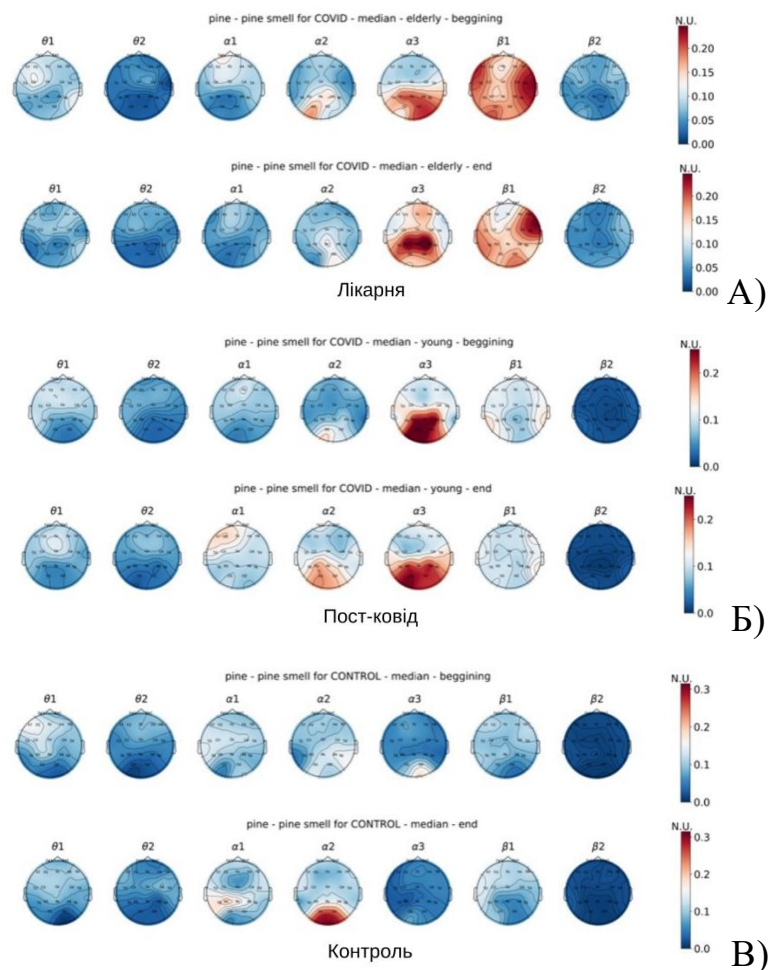 pine - pine smell for COVID - median - elderly - beggining
N.U.
θ1 θ2 α1 α2 α3 β1 β2
0.20
0.15
0.10
0.05
0.00
pine - pine smell for COVID - median - elderly - end
N.U.
θ1 θ2 α1 α2 α3 β1 β2
0.20
0.15
0.10
0.05
0.00
Лікарня
А)
pine - pine smell for COVID - median - young - beggining
N.U.
θ1 θ2 α1 α2 α3 β1 β2
0.2
0.1
0.0
pine - pine smell for COVID - median - young - end
N.U.
θ1 θ2 α1 α2 α3 β1 β2
0.2
0.1
0.0
Пост-ковід
Б)
pine - pine smell for CONTROL - median - beggining
N.U.
θ1 θ2 α1 α2 α3 β1 β2
0.3
0.2
0.1
0.0
pine - pine smell for CONTROL - median - end
N.U.
θ1 θ2 α1 α2 α3 β1 β2
0.3
0.2
0.1
0.0
Контроль
В)